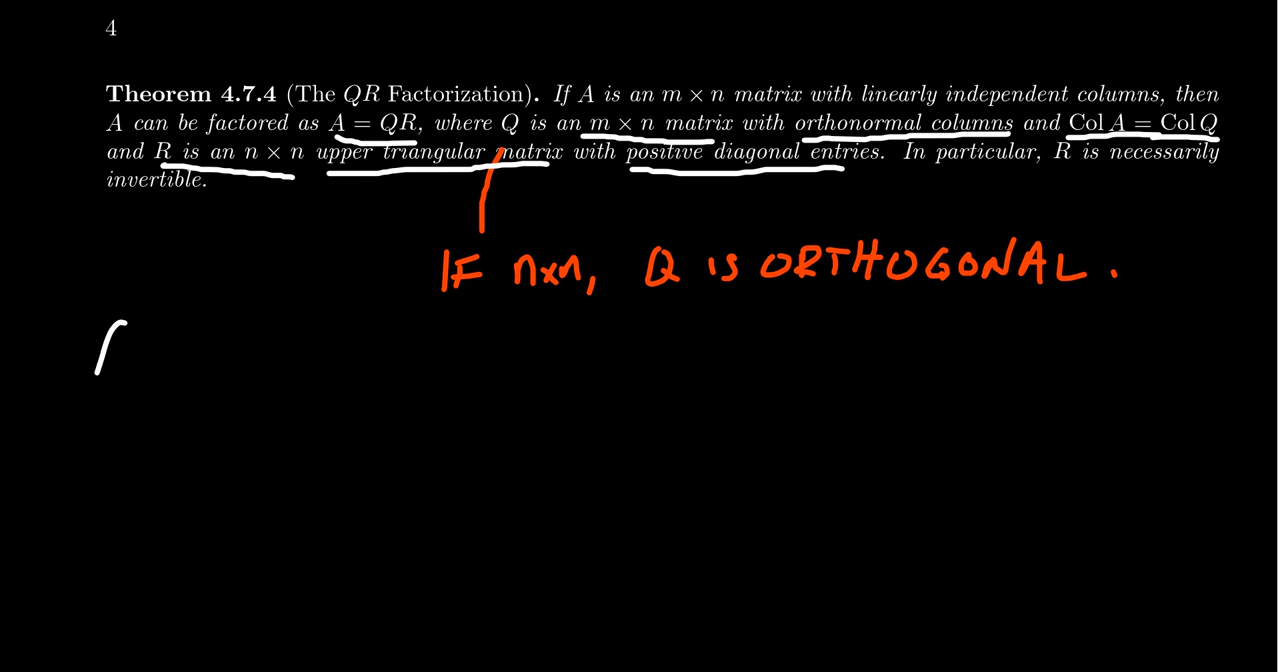 4
Theorem 4.7.4 (The QR Factorization). If A is an m × n matrix with linearly independent columns, then
A can be factored as A = QR, where Q is an m × n matrix with orthonormal columns and Col A = Col Q
and R is an n × n upper triangular matrix with positive diagonal entries. In particular, R is necessarily
invertible.
IF n×n, Q IS ORTHOGONAL.